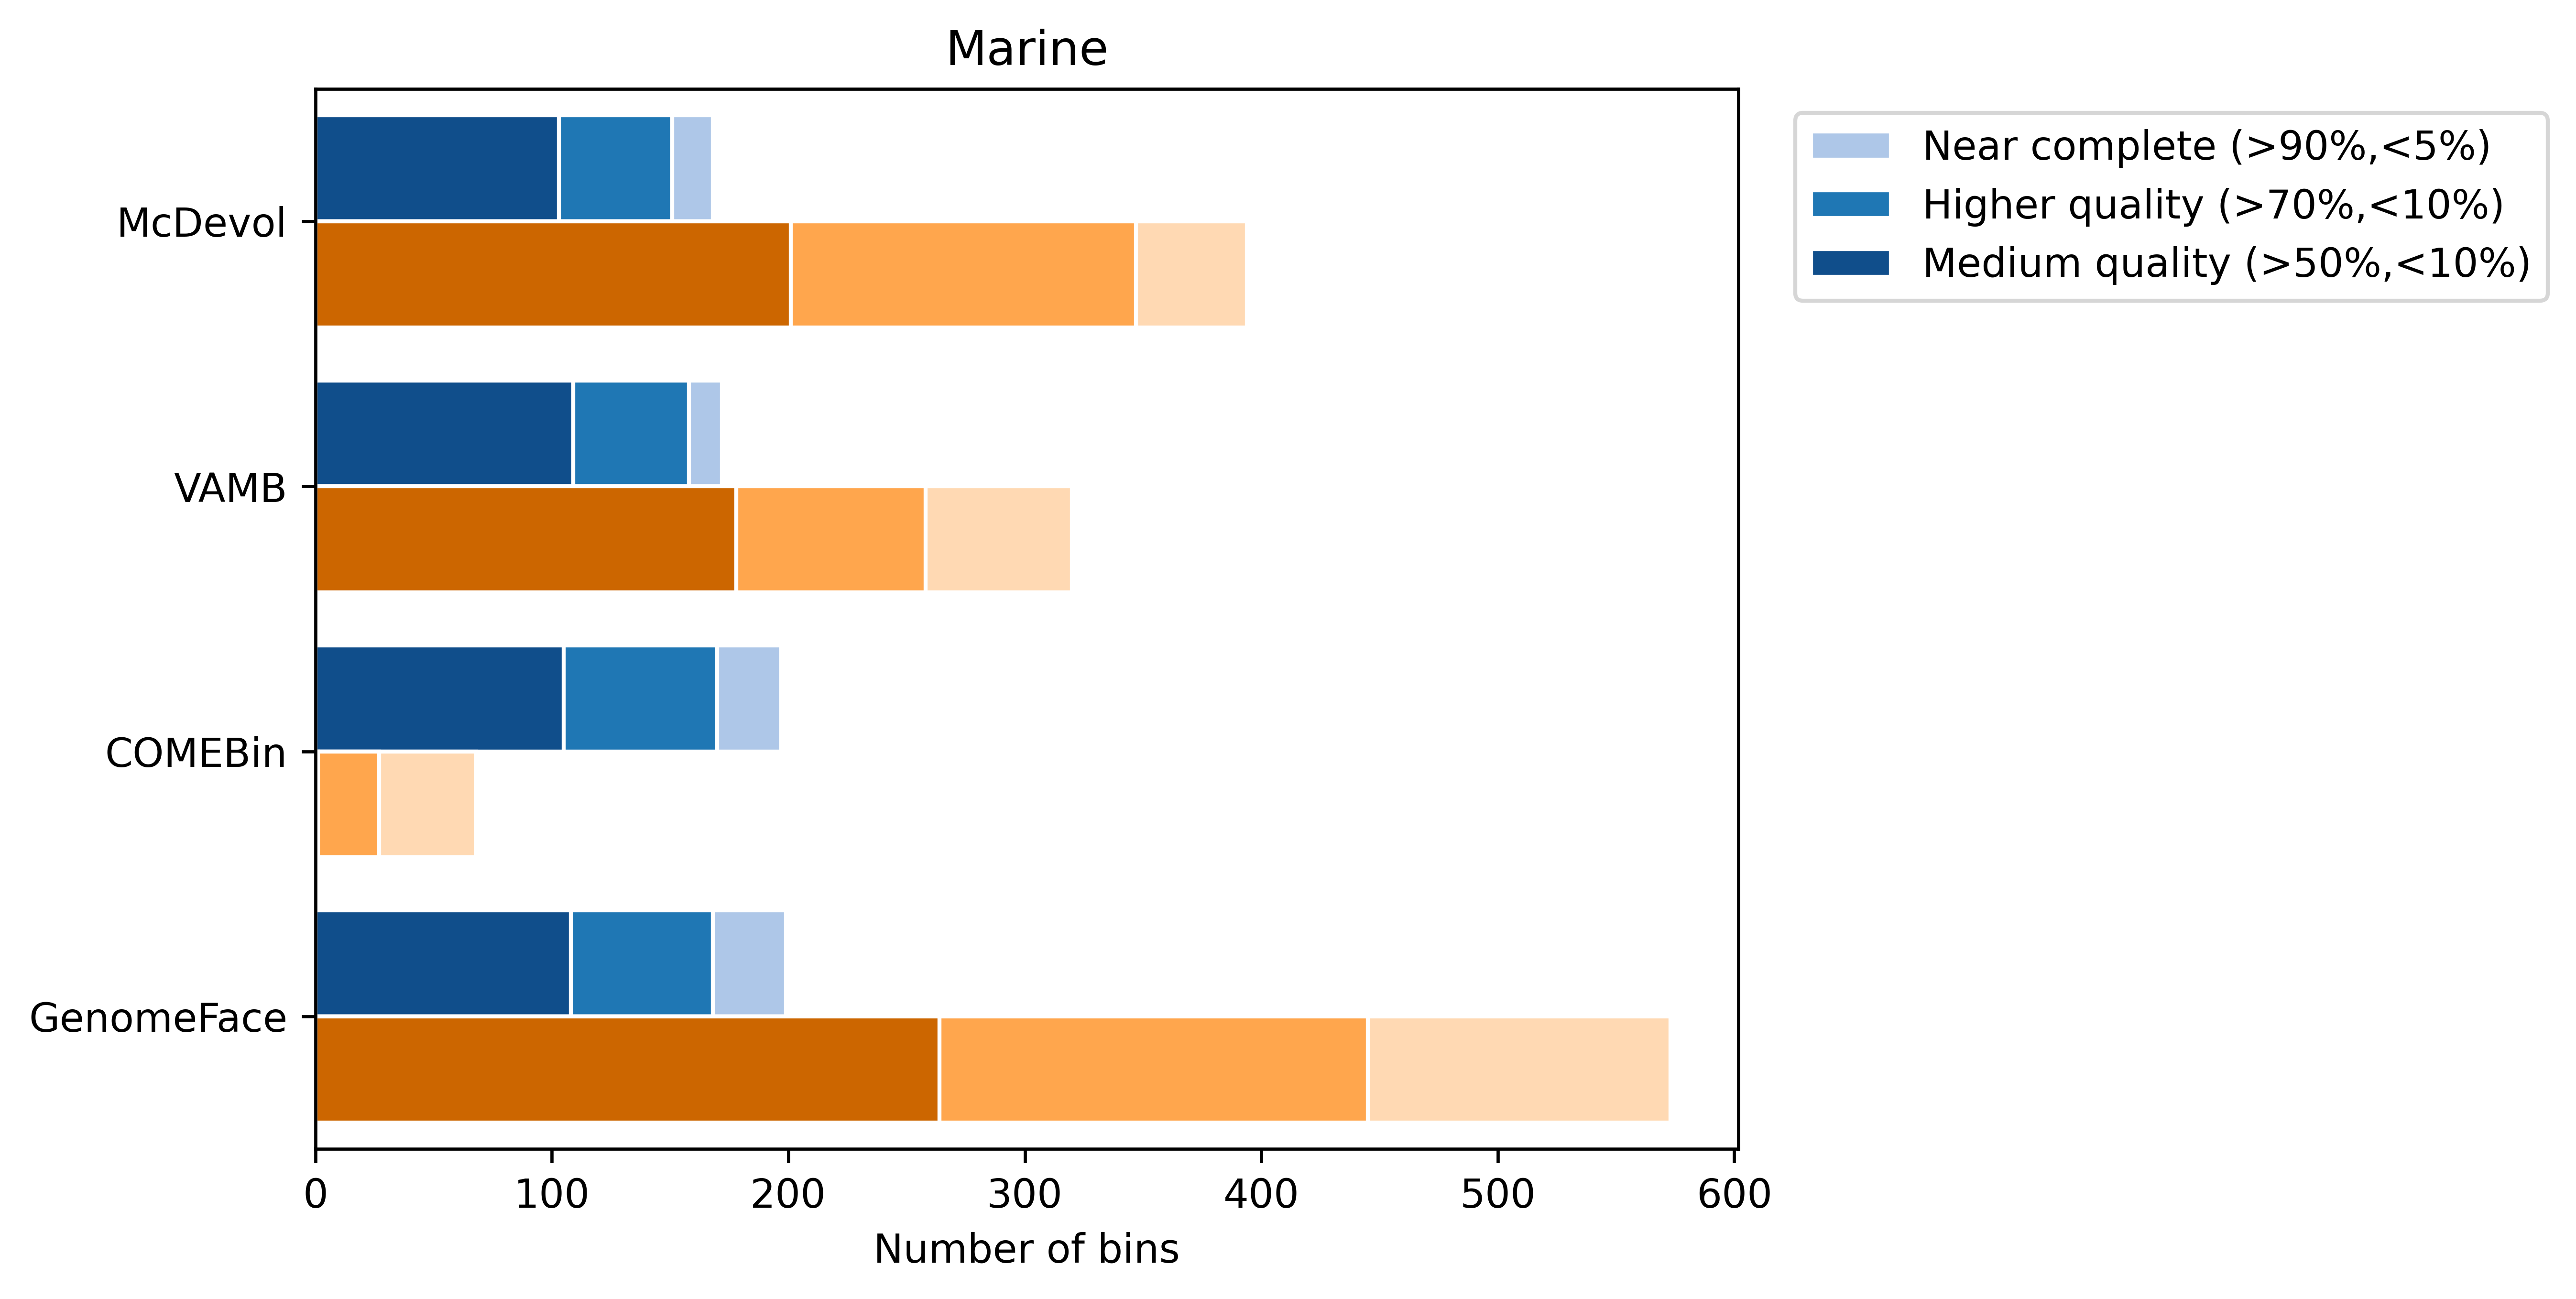 Marine
Near complete (>90%,<5%)
Higher quality (>70%,<10%)
Medium quality (>50%,<10%)
McDevol
VAMB
COMEBin
GenomeFace
0 100 200 300 400 500 600
Number of bins